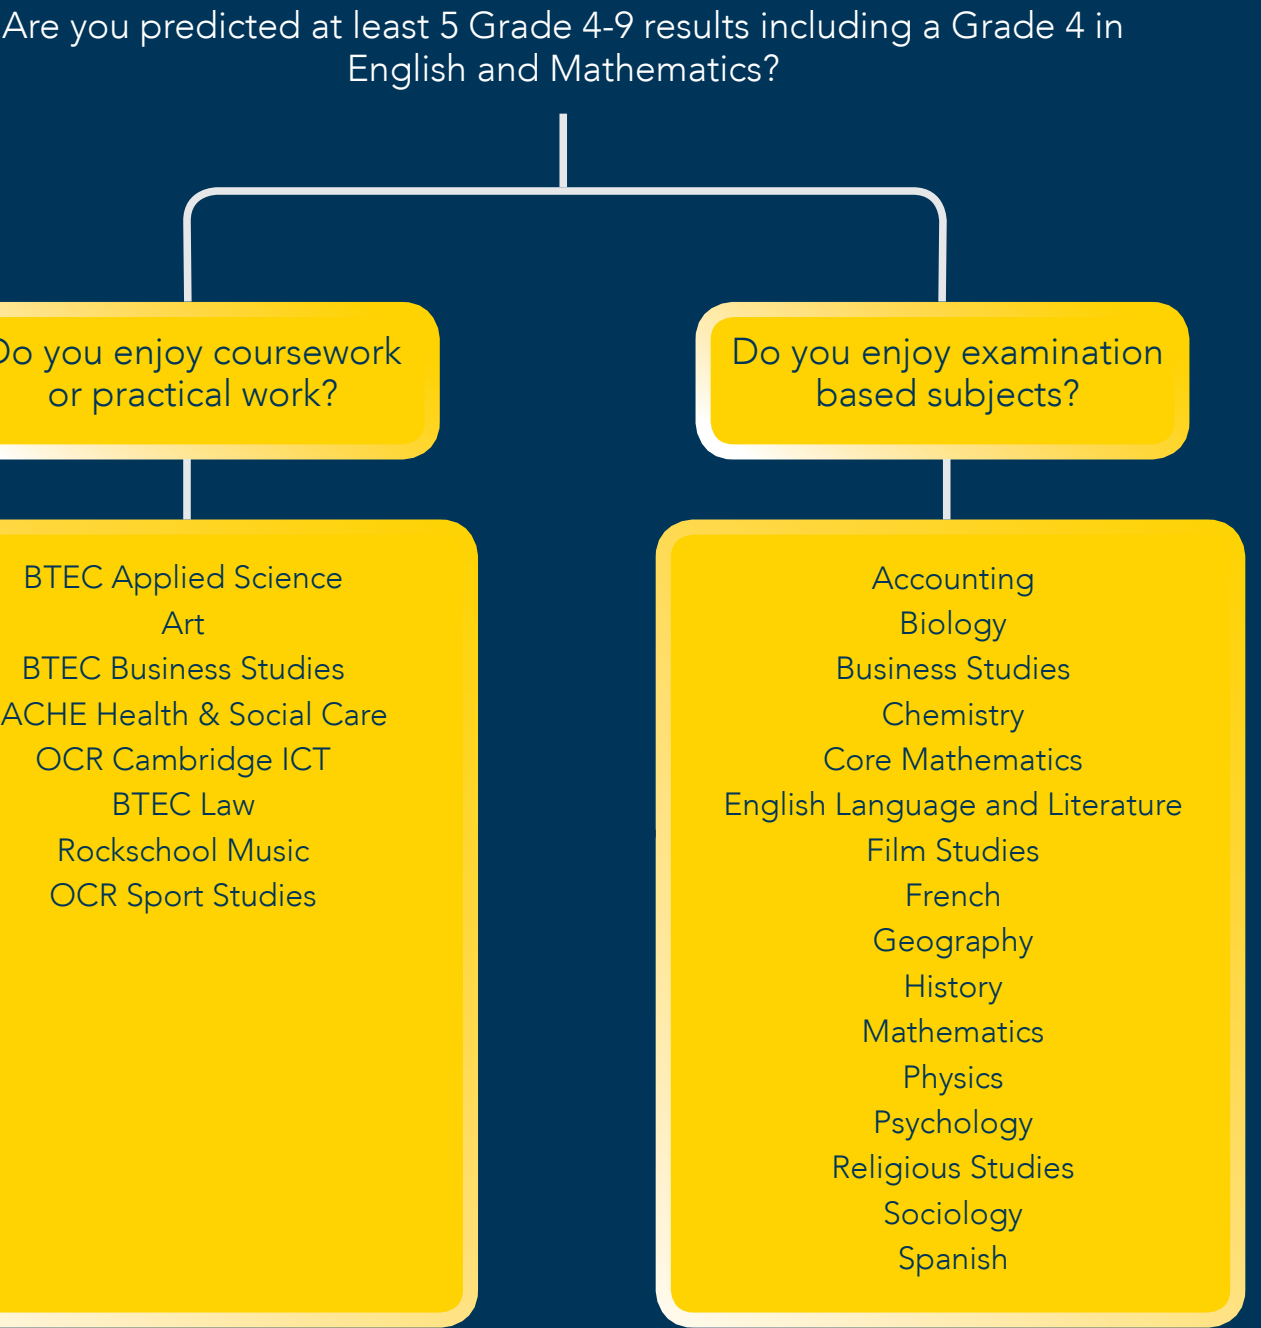 Are you predicted at least 5 Grade 4-9 results including a Grade 4 in
English and Mathematics?
Do you enjoy coursework
or practical work?
Do you enjoy examination
based subjects?
BTEC Applied Science
Art
BTEC Business Studies
ACHE Health & Social Care
OCR Cambridge ICT
BTEC Law
Rockschool Music
OCR Sport Studies
Accounting
Biology
Business Studies
Chemistry
Core Mathematics
English Language and Literature
Film Studies
French
Geography
History
Mathematics
Physics
Psychology
Religious Studies
Sociology
Spanish